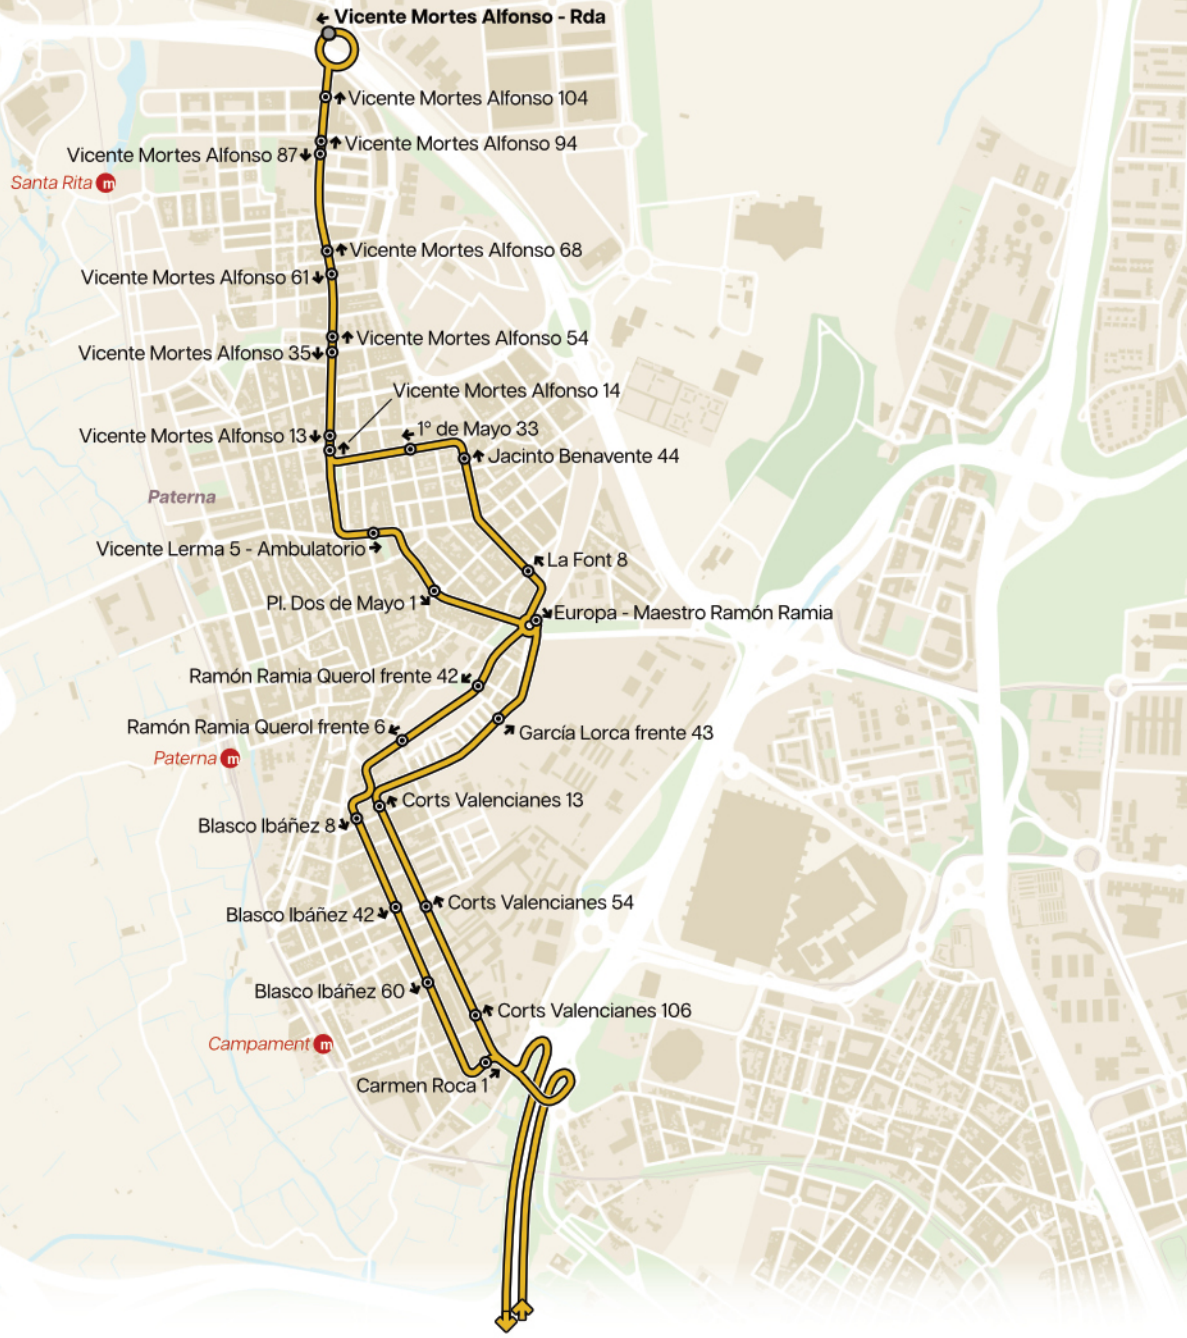 Vicente Mortes Alfonso - Rda
Vicente Mortes Alfonso 104
Vicente Mortes Alfonso 94
Vicente Mortes Alfonso 87
Santa Rita m
Vicente Mortes Alfonso 68
Vicente Mortes Alfonso 61
Vicente Mortes Alfonso 54
Vicente Mortes Alfonso 35
Vicente Mortes Alfonso 14
1º de Mayo 33
Vicente Mortes Alfonso 13
Jacinto Benavente 44
Paterna
Vicente Lerma 5 - Ambulatorio
La Font 8
Pl. Dos de Mayo 1
Europa - Maestro Ramón Ramia
Ramón Ramia Querol frente 42
Ramón Ramia Querol frente 6
García Lorca frente 43
Paterna m
Corts Valencianes 13
Blasco Ibáñez 8
Corts Valencianes 54
Blasco Ibáñez 42
Blasco Ibáñez 60
Corts Valencianes 106
Campament m
Carmen Roca 1